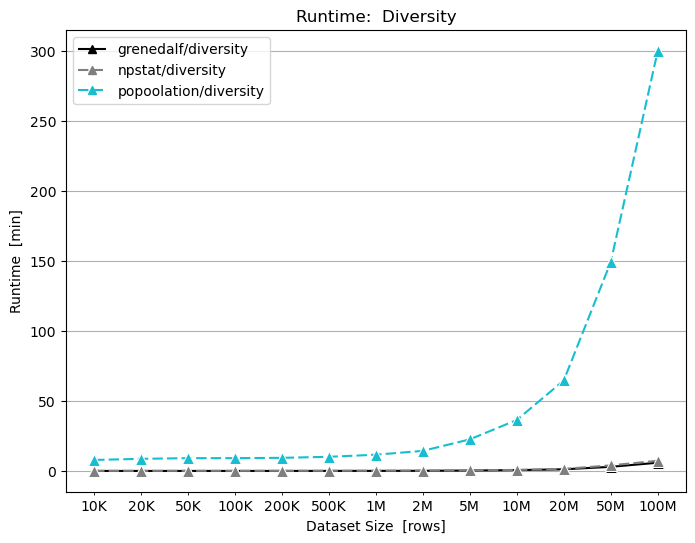 Runtime:  Diversity
grenedalf/diversity
npstat/diversity
popoolation/diversity
300
250
200
150
100
50
0
Runtime  [min]
10K 20K 50K 100K 200K 500K 1M 2M 5M 10M 20M 50M 100M
Dataset Size  [rows]